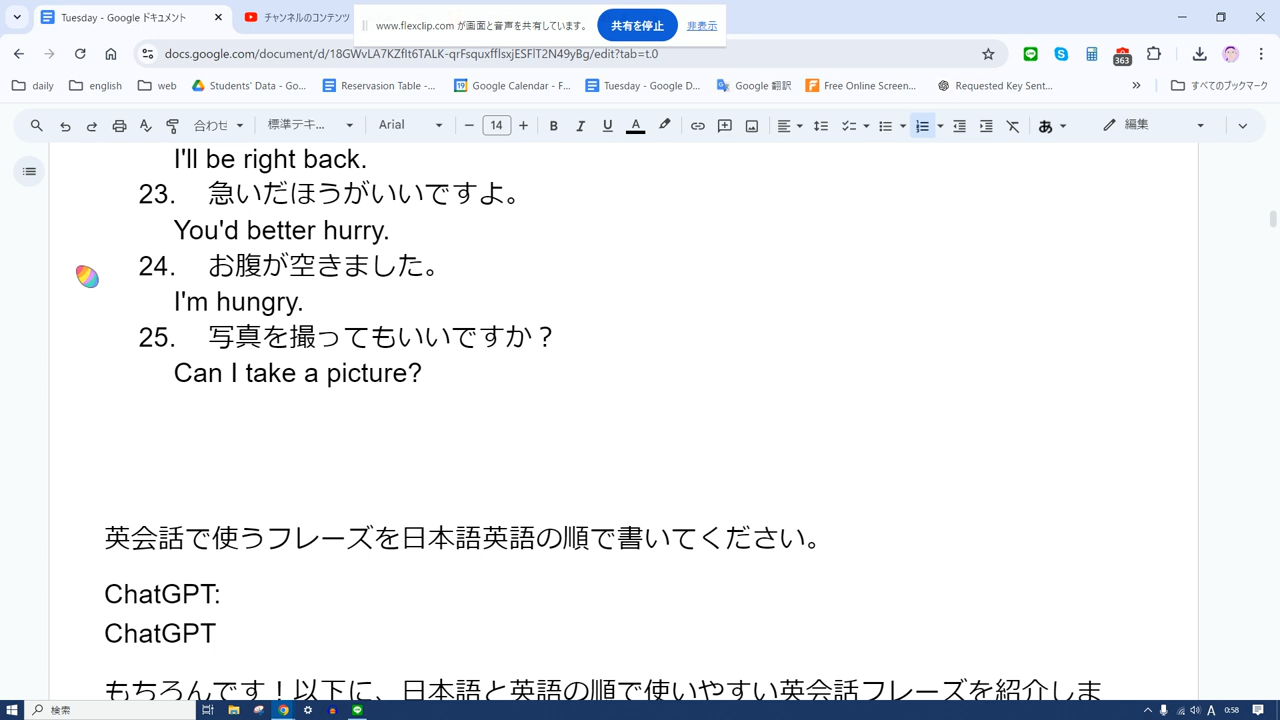 Tuesday - Google ドキュメント
チャンネルのコンテンツ
www.flexclip.com が画面と音声を共有しています。
共有を停止
非表示
docs.google.com/document/d/18GWvLA7KZflt6TALK-qrFsquxfflsxjESFlT2N49yBg/edit?tab=t.0
363
daily
english
web
Students' Data - Go...
Reservasion Table -...
Google Calendar - F...
Tuesday - Google D...
Google 翻訳
Free Online Screen...
Requested Key Sent...
すべてのブックマーク
合わせ
標準テキ...
Arial
14
あ
編集
I'll be right back.
23. 急いだほうがいいですよ。
You'd better hurry.
24. お腹が空きました。
I'm hungry.
25. 写真を撮ってもいいですか？
Can I take a picture?
英会話で使うフレーズを日本語英語の順で書いてください。
ChatGPT:
ChatGPT
もちろんです！以下に、日本語と英語の順で使いやすい英会話フレーズを紹介しま
検索
A
0:58